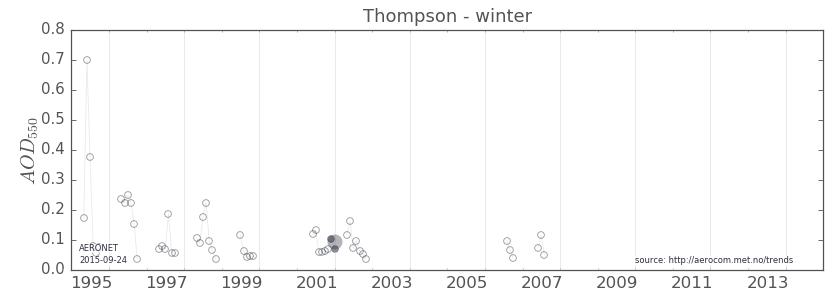 Thompson - winter
0.8
0.7
0.6
0.5
0.4
0.3
0.2
0.1
0.0
AOD550
AERONET
2015-09-24
source: http://aerocom.met.no/trends
1995 1997 1999 2001 2003 2005 2007 2009 2011 2013